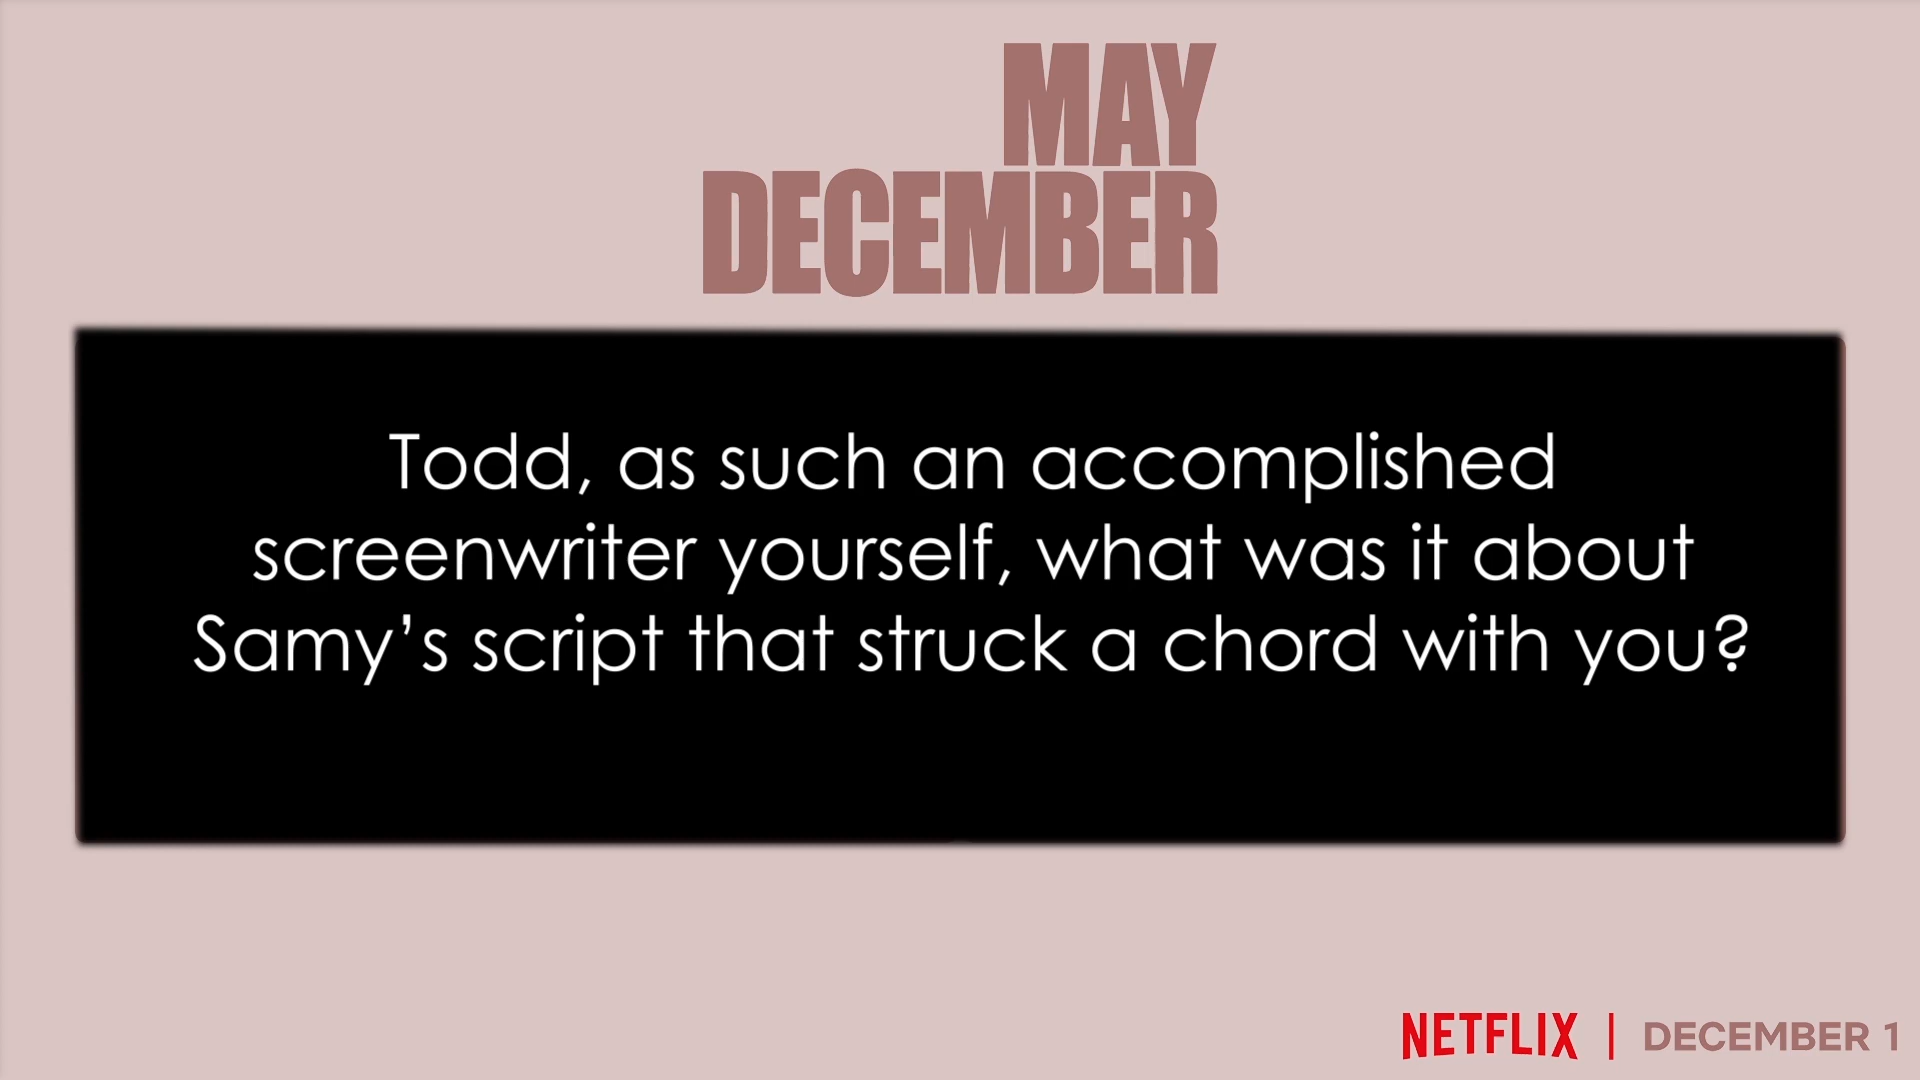 MAY
DECEMBER
Todd, as such an accomplished
screenwriter yourself, what was it about
Samy’s script that struck a chord with you?
NETFLIX | DECEMBER 1